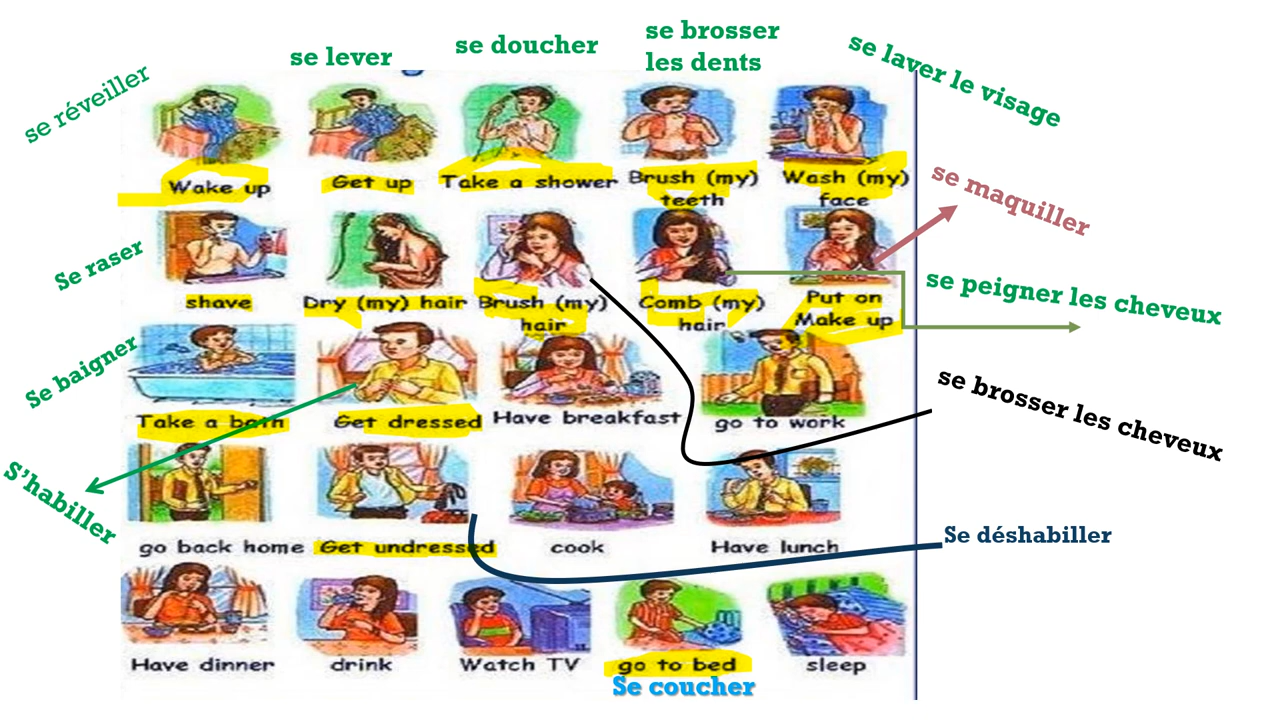 se réveiller
se lever
se doucher
se brosser
les dents
se laver le visage
Wake up
Get up
Take a shower
Brush (my)
teeth
Wash (my)
face
se maquiller
Se raser
shave
Dry (my) hair
Brush (my)
hair
Comb (my)
hair
Put on
Make up
se peigner les cheveux
Se baigner
Take a bath
Get dressed
Have breakfast
go to work
se brosser les cheveux
S'habiller
go back home
Get undressed
cook
Have lunch
Se déshabiller
Have dinner
drink
Watch TV
go to bed
sleep
Se coucher